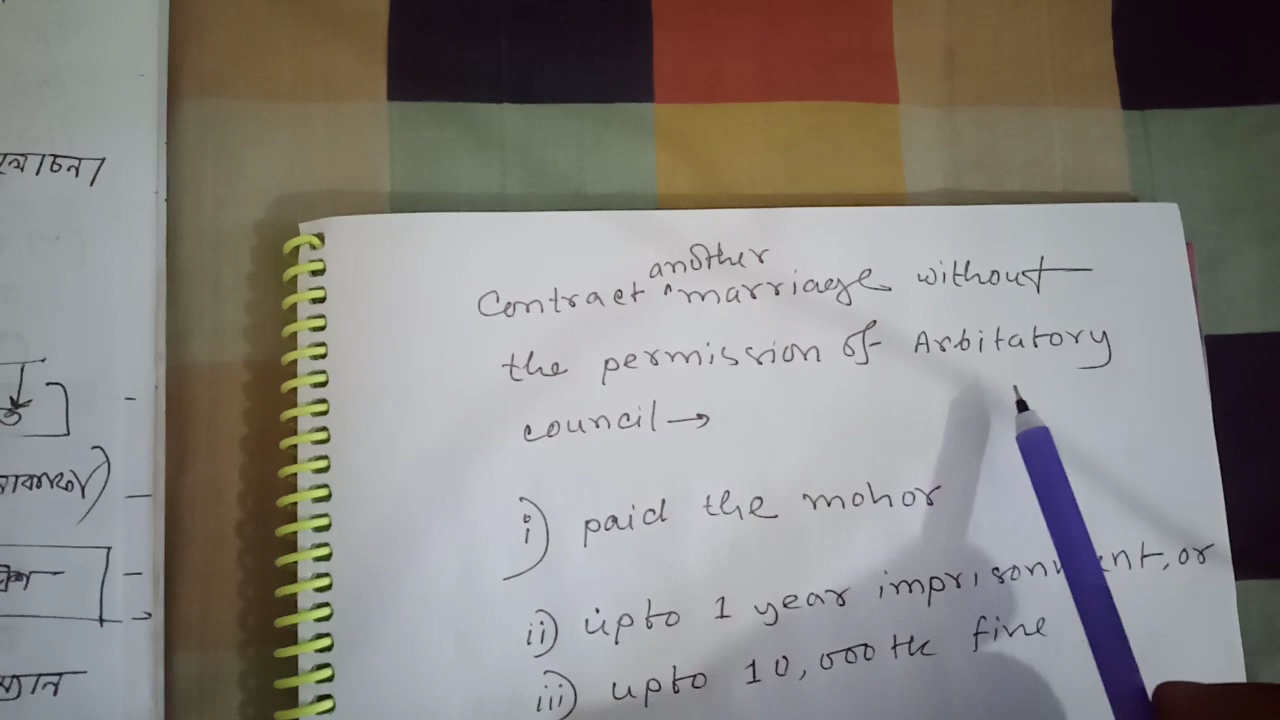 লোচনা
Contract another marriage without
the permission of Arbitatory
council →
i) paid the mohor
ii) upto 1 year imprisonment, or
iii) upto 10,000 tk fine